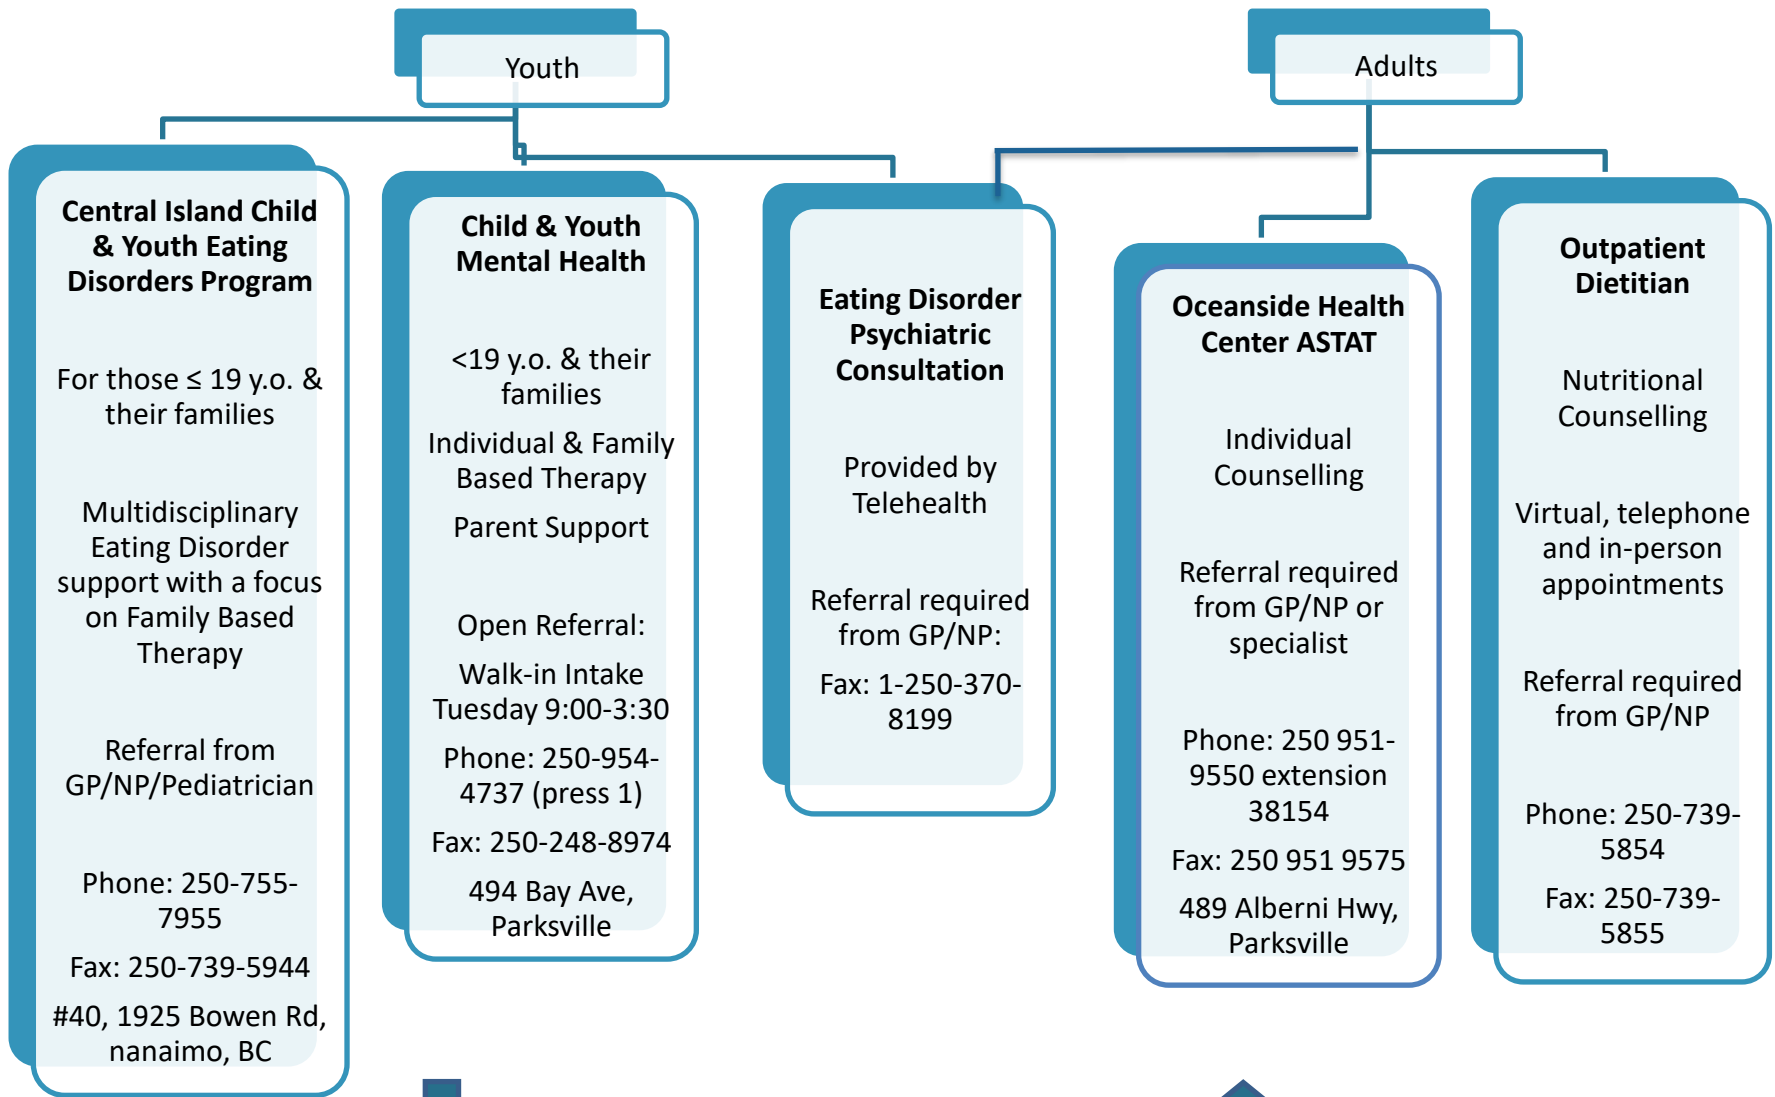 Youth
Adults
Central Island Child
& Youth Eating
Disorders Program
For those ≤ 19 y.o. &
their families
Multidisciplinary
Eating Disorder
support with a focus
on Family Based
Therapy
Referral from
GP/NP/Pediatrician
Phone: 250-755-
7955
Fax: 250-739-5944
#40, 1925 Bowen Rd,
nanaimo, BC
Child & Youth
Mental Health
<19 y.o. & their
families
Individual & Family
Based Therapy
Parent Support
Open Referral:
Walk-in Intake
Tuesday 9:00-3:30
Phone: 250-954-
4737 (press 1)
Fax: 250-248-8974
494 Bay Ave,
Parksville
Eating Disorder
Psychiatric
Consultation
Provided by
Telehealth
Referral required
from GP/NP:
Fax: 1-250-370-
8199
Oceanside Health
Center ASTAT
Individual
Counselling
Referral required
from GP/NP or
specialist
Phone: 250 951-
9550 extension
38154
Fax: 250 951 9575
489 Alberni Hwy,
Parksville
Outpatient
Dietitian
Nutritional
Counselling
Virtual, telephone
and in-person
appointments
Referral required
from GP/NP
Phone: 250-739-
5854
Fax: 250-739-
5855